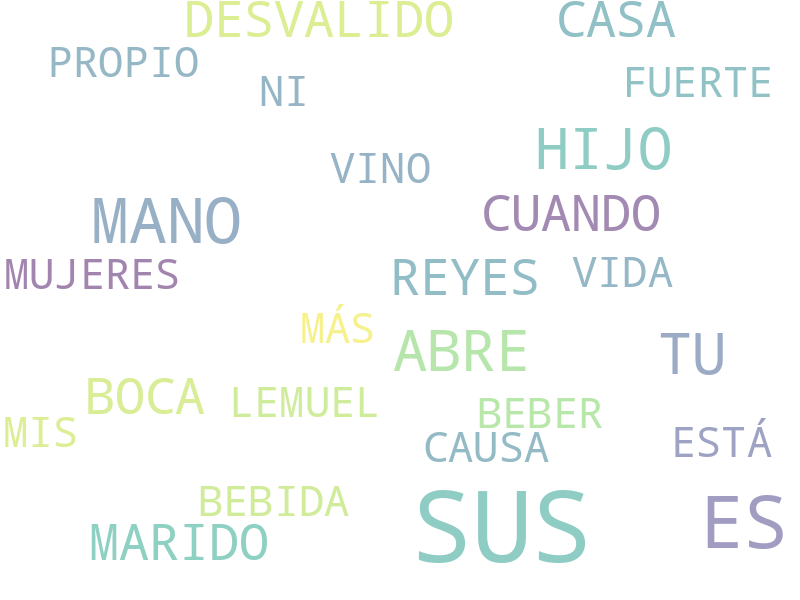 DESVALIDO CASA
PROPIO
NI FUERTE
HIJO
VINO
MANO CUANDO
MUJERES REYES VIDA
MÁS
ABRE TU
BOCA LEMUEL
BEBER
MIS CAUSA ESTÁ
BEBIDA
MARIDO SUS ES